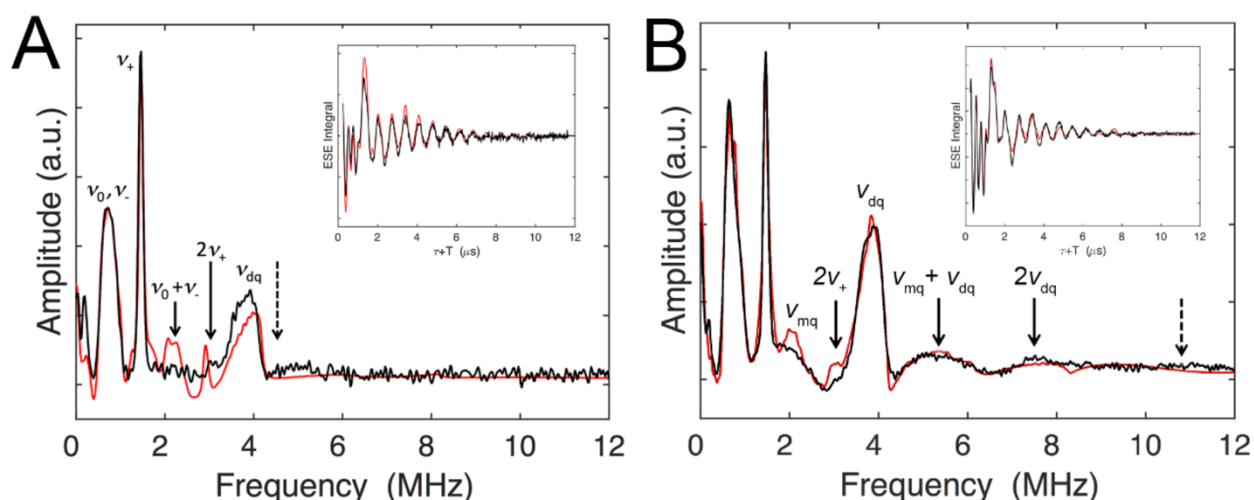 A
ν+
ν0, ν-
2ν+
ν0+ν-
νdq
Amplitude (a.u.)
0 2 4 6 8 10 12
Frequency (MHz)
ESE Integral
0 2 4 6 8 10 12
τ+T (μs)
B
νdq
2ν+
νmq + νdq
2νdq
νmq
Amplitude (a.u.)
0 2 4 6 8 10 12
Frequency (MHz)
ESE Integral
0 2 4 6 8 10 12
τ+T (μs)